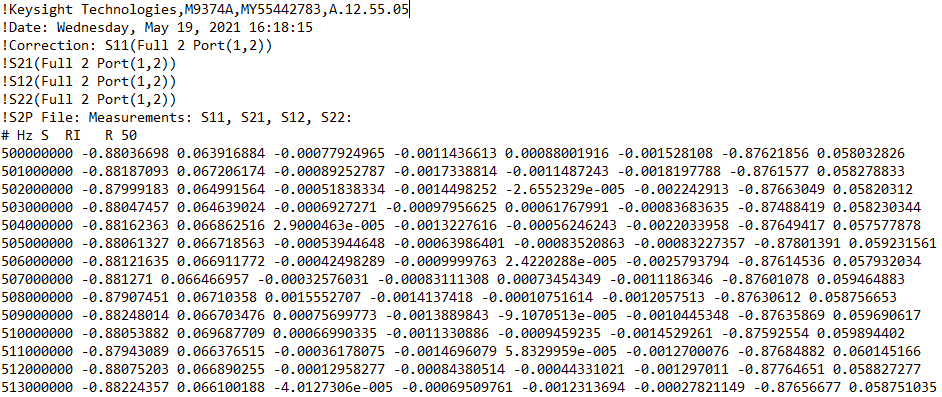 !Keysight Technologies,M9374A,MY55442783,A.12.55.05
!Date: Wednesday, May 19, 2021 16:18:15
!Correction: S11(Full 2 Port(1,2))
!S21(Full 2 Port(1,2))
!S12(Full 2 Port(1,2))
!S22(Full 2 Port(1,2))
!S2P File: Measurements: S11, S21, S12, S22:
# Hz S  RI   R 50
500000000 -0.88036698 0.063916884 -0.00077924965 -0.0011436613 0.00088001916 -0.001528108 -0.87621856 0.058032826
501000000 -0.88187093 0.067206174 -0.00089252787 -0.0017338814 -0.0011487243 -0.0018197788 -0.8761577 0.058278833
502000000 -0.87999183 0.064991564 -0.00051838334 -0.0014498252 -2.6552329e-005 -0.002242913 -0.87663049 0.05820312
503000000 -0.88047457 0.064639024 -0.0006927271 -0.00097956625 0.00061767991 -0.00083683635 -0.87488419 0.058230344
504000000 -0.88162363 0.066862516 2.9000463e-005 -0.0013227616 -0.00056246243 -0.0022033958 -0.87649417 0.057577878
505000000 -0.88061327 0.066718563 -0.00053944648 -0.00063986401 -0.00083520863 -0.00083227357 -0.87801391 0.059231561
506000000 -0.88121635 0.066911772 -0.00042498289 -0.0009999763 2.4220288e-005 -0.0025793794 -0.87614536 0.057932034
507000000 -0.881271 0.066466957 -0.00032576031 -0.00083111308 0.00073454349 -0.0011186346 -0.87601078 0.059464883
508000000 -0.87907451 0.06710358 0.0015552707 -0.0014137418 -0.00010751614 -0.0012057513 -0.87630612 0.058756653
509000000 -0.88248014 0.066703476 0.00075699773 -0.0013889843 -9.1070513e-005 -0.0010445348 -0.87635869 0.059690617
510000000 -0.88053882 0.069687709 0.00066990335 -0.0011330886 -0.0009459235 -0.0014529261 -0.87592554 0.059894402
511000000 -0.87943089 0.066376515 -0.00036178075 -0.0014696079 5.8329959e-005 -0.0012700076 -0.87684882 0.060145166
512000000 -0.88075203 0.066890255 -0.00012958277 -0.00084380514 -0.00044331021 -0.001297011 -0.87764651 0.058827277
513000000 -0.88224357 0.066100188 -4.0127306e-005 -0.00069509761 -0.0012313694 -0.00027821149 -0.87656677 0.058751035